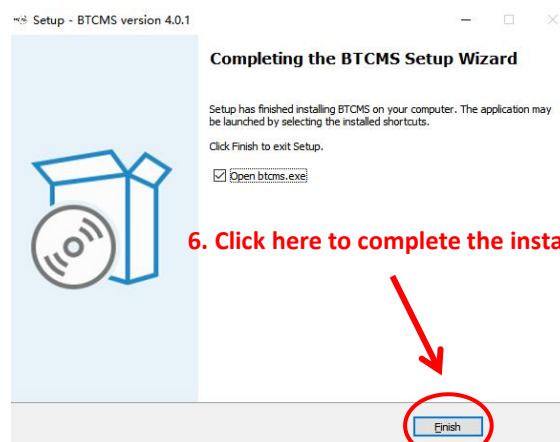 Setup - BTCMS version 4.0.1
Completing the BTCMS Setup Wizard
Setup has finished installing BTCMS on your computer. The application may
be launched by selecting the installed shortcuts.
Click Finish to exit Setup.
Open btcms.exe
6. Click here to complete the insta
Finish